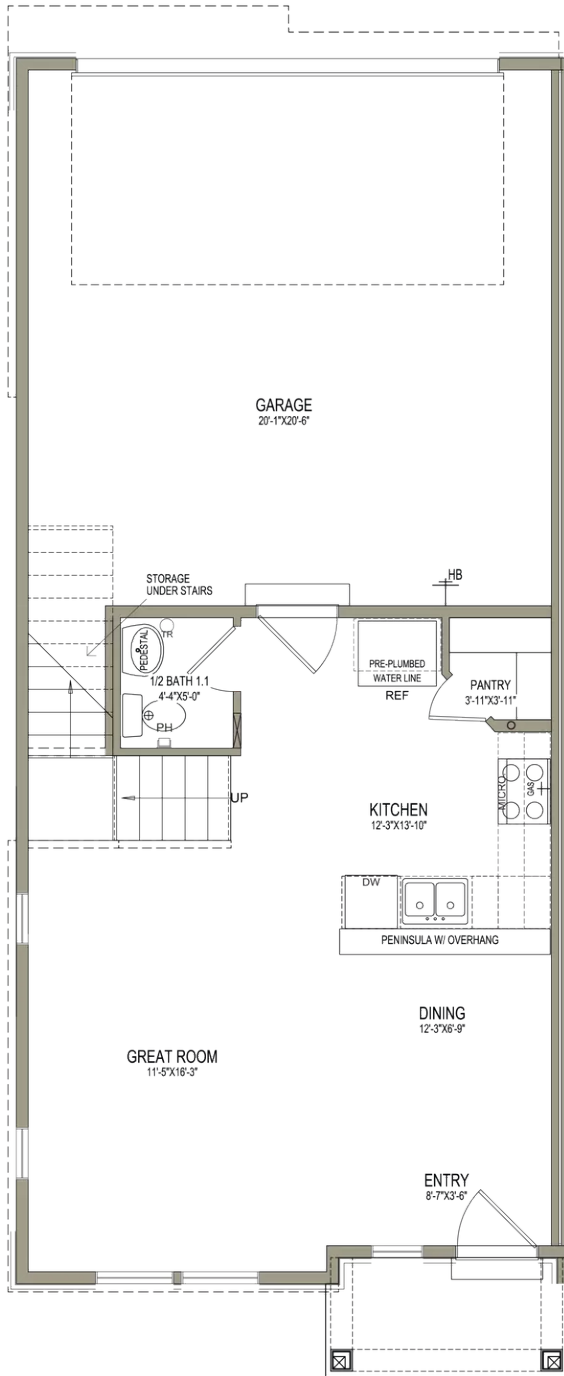 GARAGE
20'-1"X20'-6"
STORAGE
UNDER STAIRS
HB
PEDESTAL
TR
1/2 BATH 1.1
4'-4"X5'-0"
PH
PRE-PLUMBED
WATER LINE
REF
PANTRY
3'-11"X3'-11"
UP
MICRO
GAS
KITCHEN
12'-3"X13'-10"
DW
PENINSULA W/ OVERHANG
DINING
12'-3"X6'-9"
GREAT ROOM
11'-5"X16'-3"
ENTRY
8'-7"X3'-6"